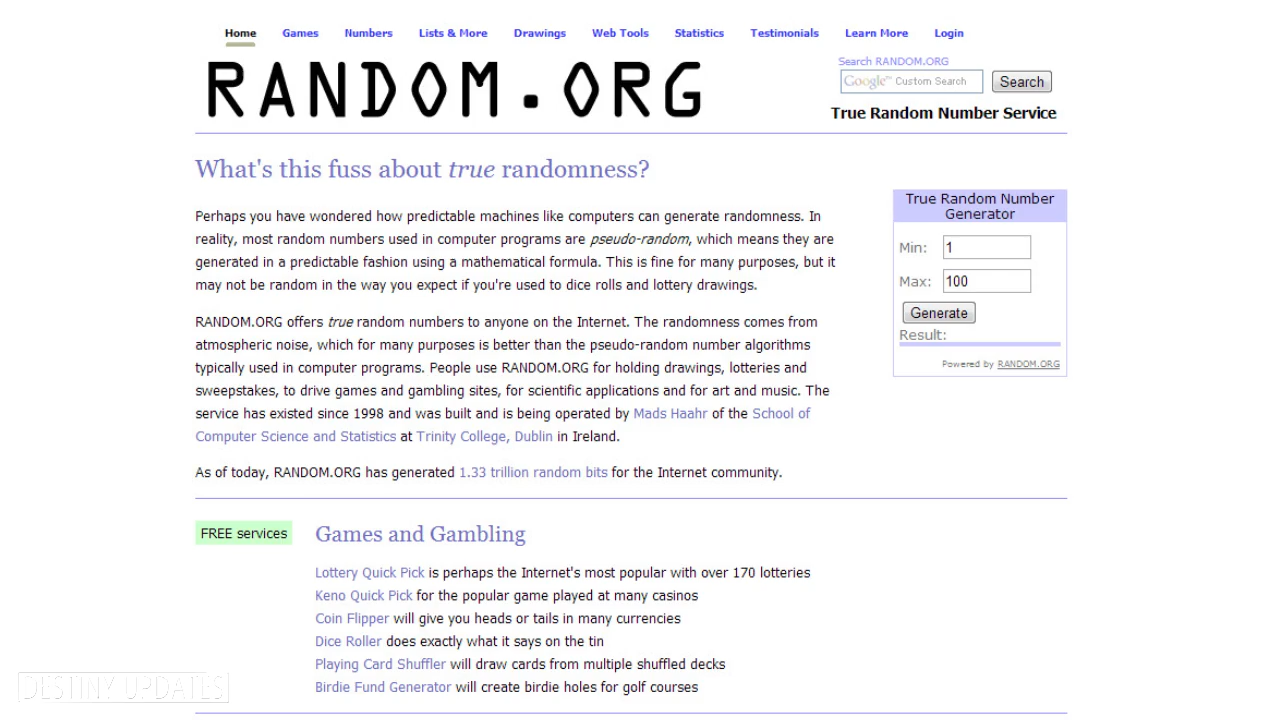 Home Games Numbers Lists & More Drawings Web Tools Statistics Testimonials Learn More Login
RANDOM.ORG
Search RANDOM.ORG
Google™ Custom Search Search
True Random Number Service
What's this fuss about true randomness?
Perhaps you have wondered how predictable machines like computers can generate randomness. In
reality, most random numbers used in computer programs are pseudo-random, which means they are
generated in a predictable fashion using a mathematical formula. This is fine for many purposes, but it
may not be random in the way you expect if you're used to dice rolls and lottery drawings.
RANDOM.ORG offers true random numbers to anyone on the Internet. The randomness comes from
atmospheric noise, which for many purposes is better than the pseudo-random number algorithms
typically used in computer programs. People use RANDOM.ORG for holding drawings, lotteries and
sweepstakes, to drive games and gambling sites, for scientific applications and for art and music. The
service has existed since 1998 and was built and is being operated by Mads Haahr of the School of
Computer Science and Statistics at Trinity College, Dublin in Ireland.
As of today, RANDOM.ORG has generated 1.33 trillion random bits for the Internet community.
True Random Number
Generator
Min: 1
Max: 100
Generate
Result:
Powered by RANDOM.ORG
FREE services
Games and Gambling
Lottery Quick Pick is perhaps the Internet's most popular with over 170 lotteries
Keno Quick Pick for the popular game played at many casinos
Coin Flipper will give you heads or tails in many currencies
Dice Roller does exactly what it says on the tin
Playing Card Shuffler will draw cards from multiple shuffled decks
Birdie Fund Generator will create birdie holes for golf courses
DESTINY UPDATES